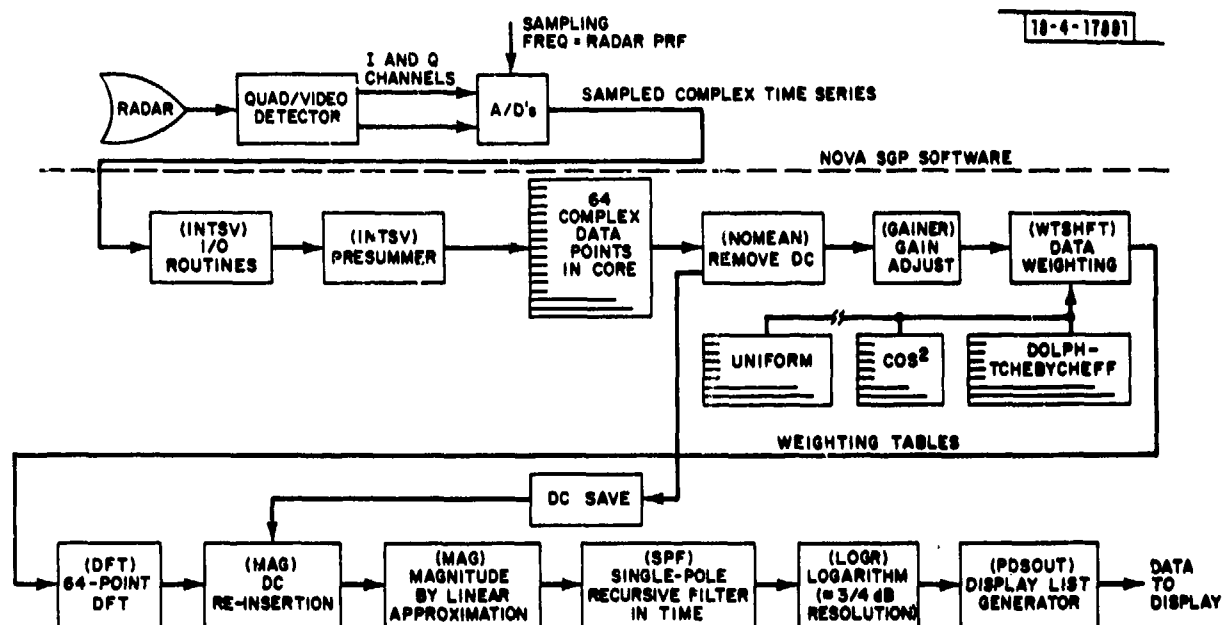 SAMPLING
FREQ = RADAR PRF
18-4-17881
I AND Q
CHANNELS
RADAR
QUAD/VIDEO
DETECTOR
A/D's
SAMPLED COMPLEX TIME SERIES
NOVA SGP SOFTWARE
(INTSV)
I/O
ROUTINES
(INTSV)
PRESUMMER
64
COMPLEX
DATA
POINTS
IN CORE
(NOMEAN)
REMOVE DC
(GAINER)
GAIN
ADJUST
(WTSHFT)
DATA
WEIGHTING
UNIFORM
COS²
DOLPH-
TCHEBYCHEFF
WEIGHTING TABLES
DC SAVE
(DFT)
64-POINT
DFT
(MAG)
DC
RE-INSERTION
(MAG)
MAGNITUDE
BY LINEAR
APPROXIMATION
(SPF)
SINGLE-POLE
RECURSIVE FILTER
IN TIME
(LOGR)
LOGARITHM
(≈ 3/4 dB
RESOLUTION)
(PDSOUT)
DISPLAY LIST
GENERATOR
DATA
TO
DISPLAY